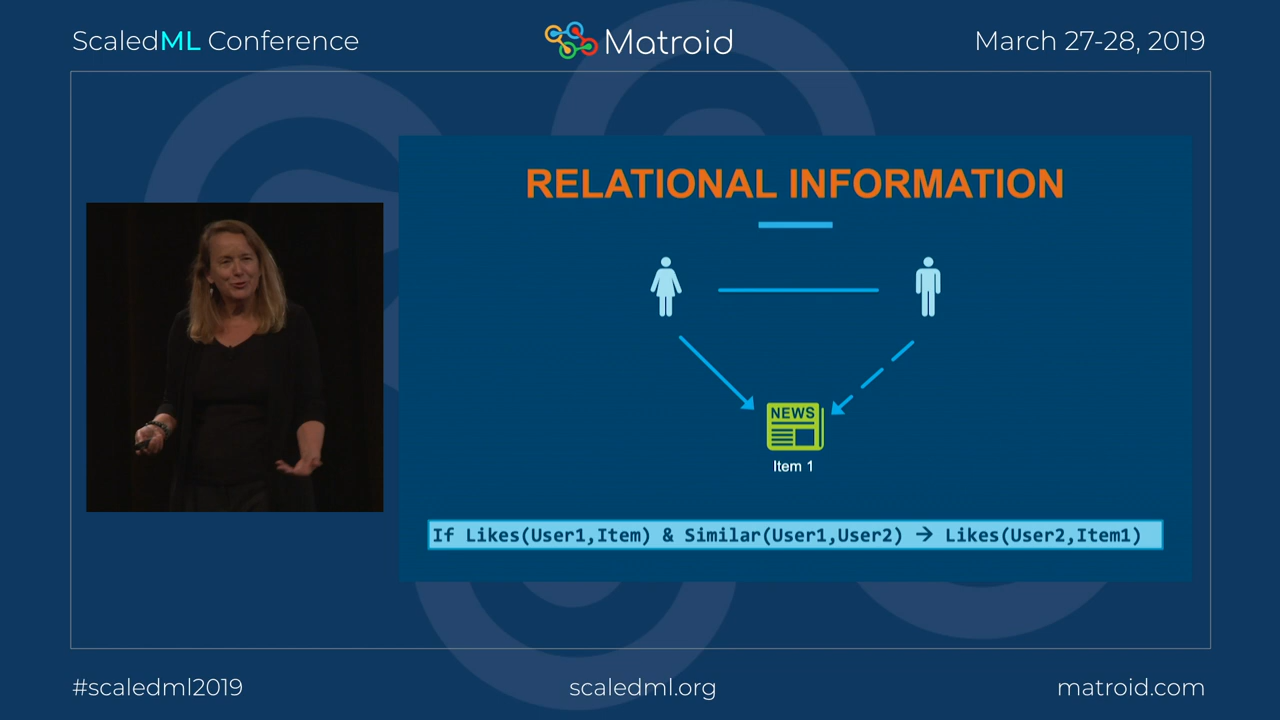 ScaledML Conference
Matroid
March 27-28, 2019
RELATIONAL INFORMATION
NEWS
Item 1
If Likes(User1,Item) & Similar(User1,User2) → Likes(User2,Item1)
#scaledml2019
scaledml.org
matroid.com